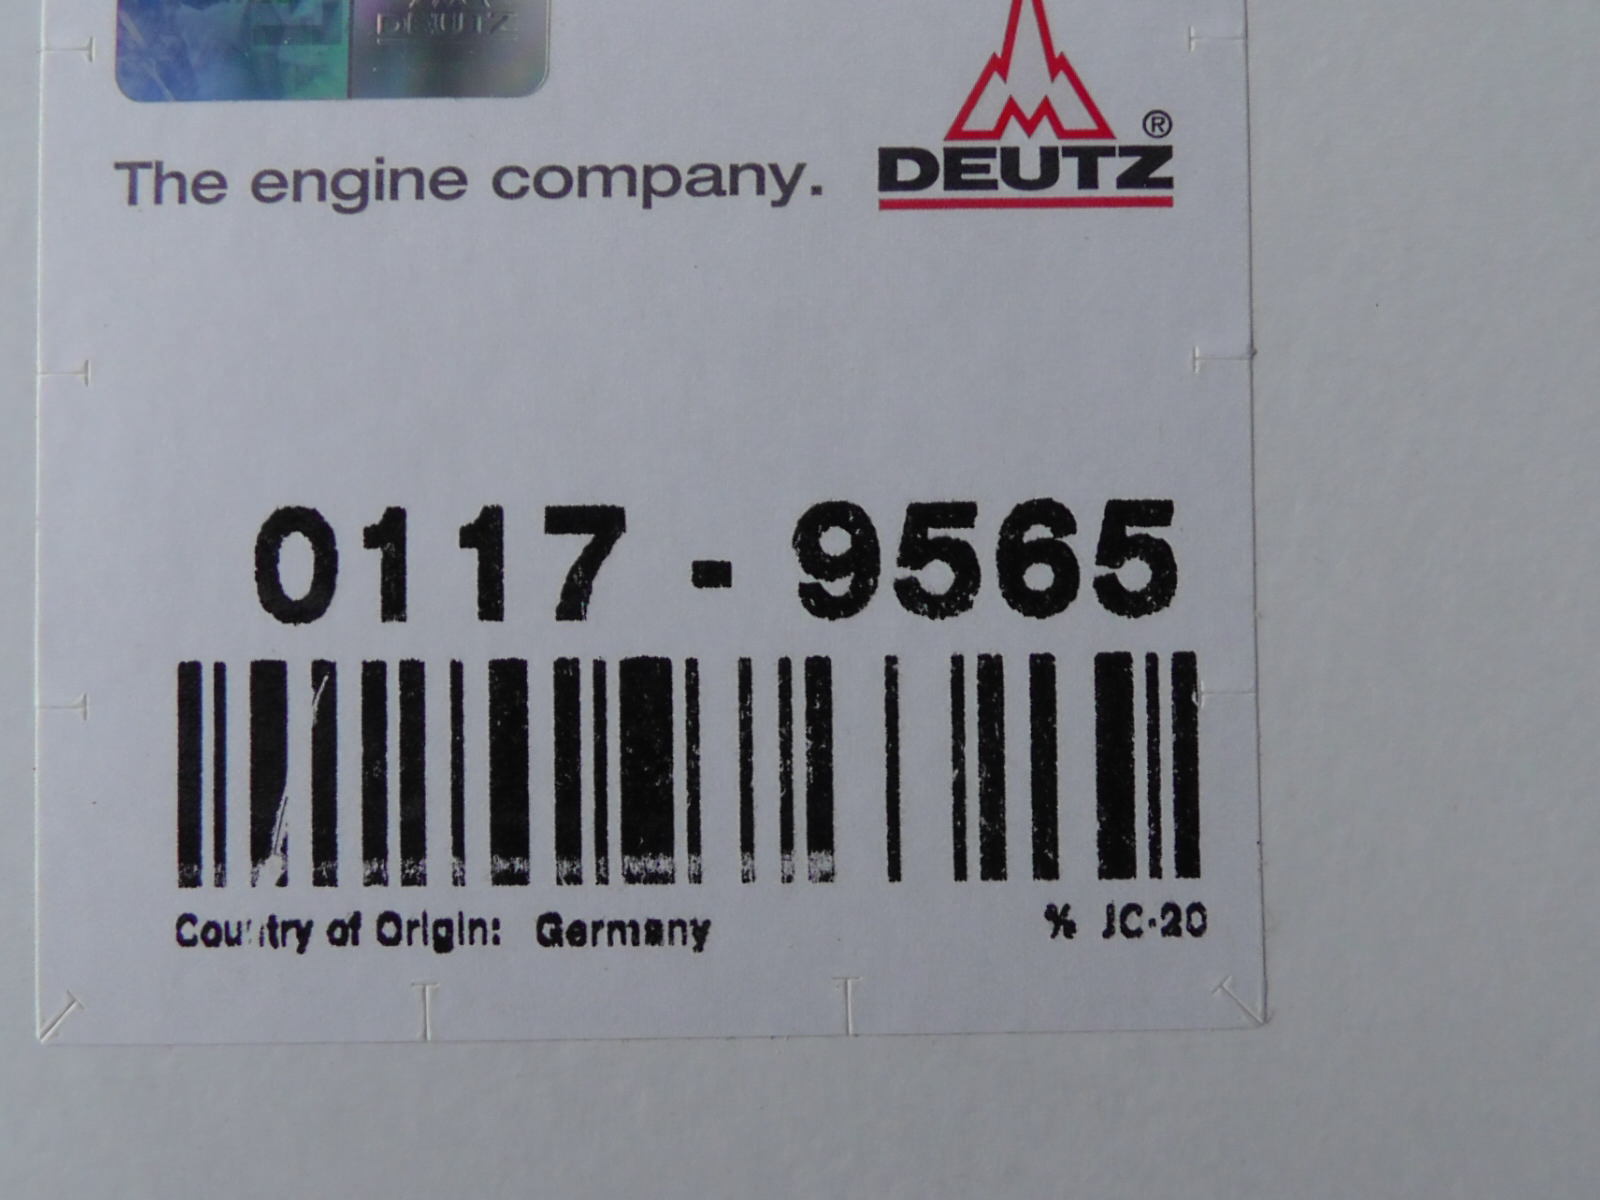 DEUTZ
The engine company.
®
DEUTZ
0117-9565
Country of Origin: Germany
% JC-20